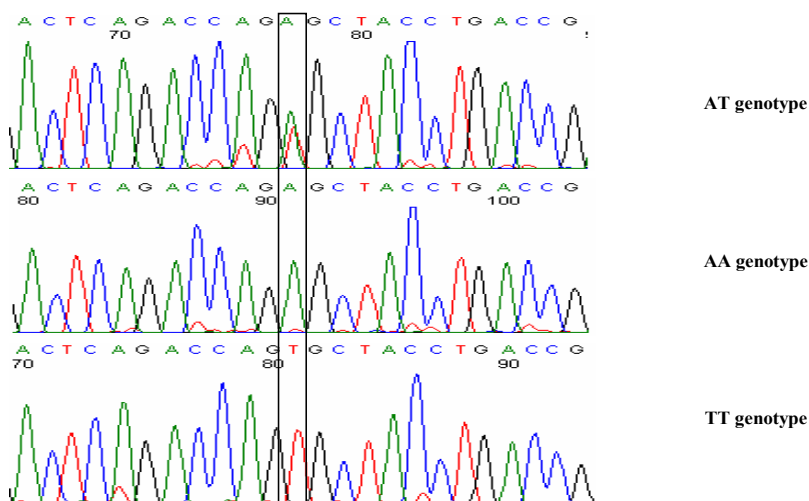 A C T C A G A C C A G A G C T A C C T G A C C G
70 80
AT genotype
A C T C A G A C C A G A G C T A C C T G A C C G
80 90 100
AA genotype
A C T C A G A C C A G T G C T A C C T G A C C G
70 80 90
TT genotype